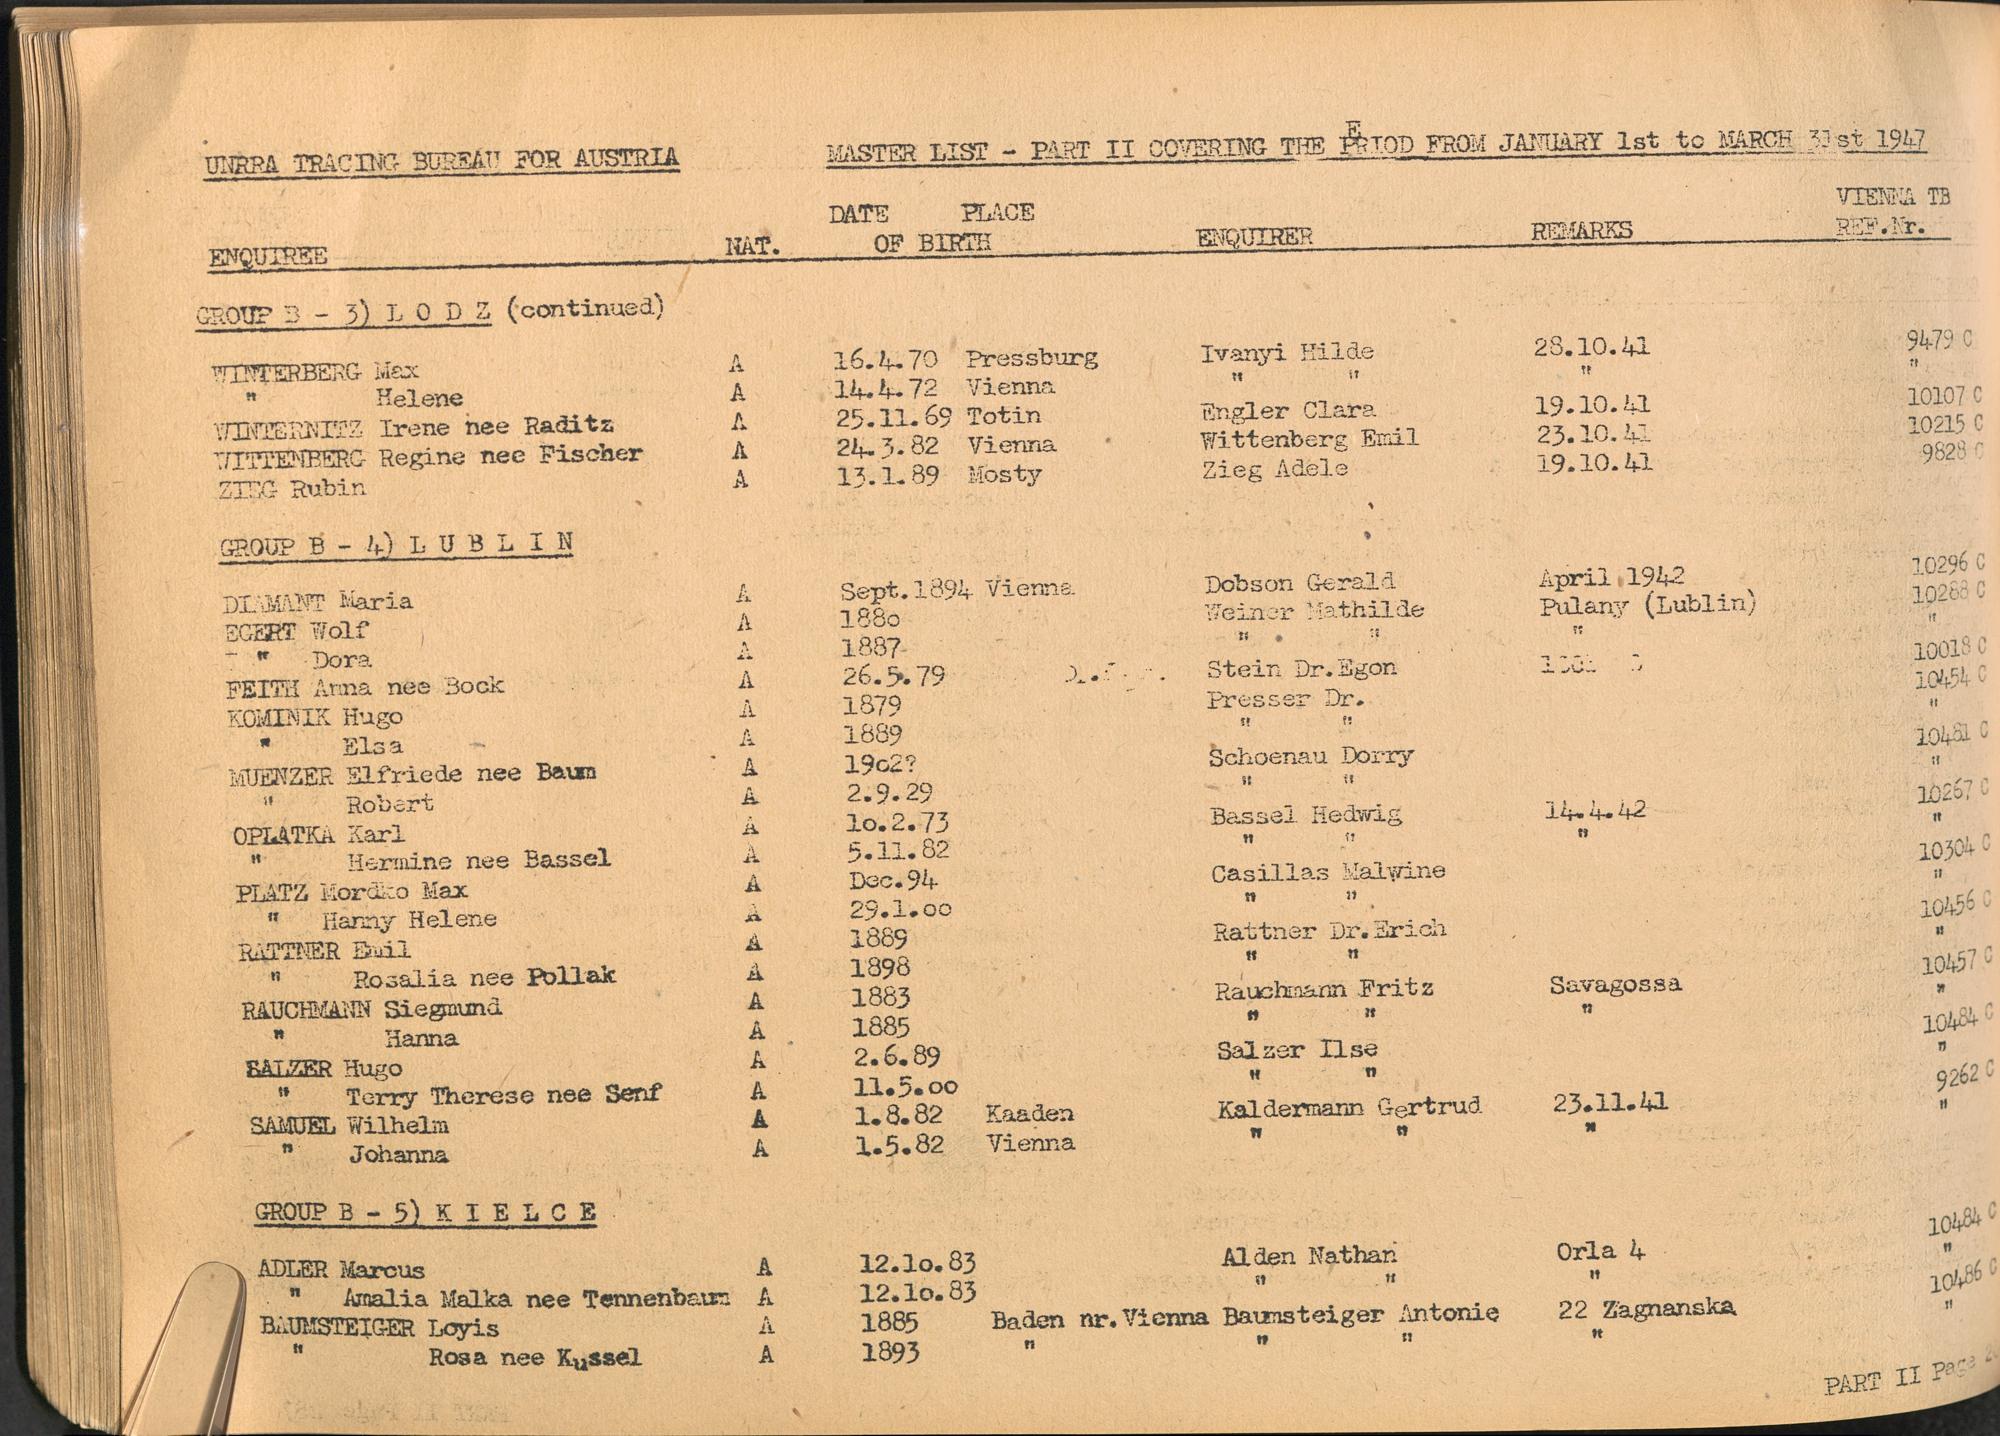 UNRRA TRACING BUREAU FOR AUSTRIA MASTER LIST - PART II COVERING THE PERIOD FROM JANUARY 1st to MARCH 31st 1947
DATE PLACE VIENNA TB
ENQUIREE NAT. OF BIRTH ENQUIRER REMARKS REF.Nr.
GROUP B - 3) L O D Z (continued)
WINTERBERG Max A 16.4.70 Pressburg Ivanyi Hilde 28.10.41 9479 C
" Helene A 14.4.72 Vienna " " " "
WINTERNITZ Irene nee Raditz A 25.11.69 Totin Engler Clara 19.10.41 10107 C
WITTENBERG Regine nee Fischer A 24.3.82 Vienna Wittenberg Emil 23.10.41 10215 C
ZIEG Rubin A 13.1.89 Mosty Zieg Adele 19.10.41 9828 C
GROUP B - 4) L U B L I N
DIAMANT Maria A Sept.1894 Vienna Dobson Gerald April 1942 10296 C
EGERT Wolf A 188o Weiner Mathilde Pulany (Lublin) 10288 C
" Dora A 1887 " " " "
FEITH Anna nee Bock A 26.5.79 Stein Dr.Egon 10018 C
KOMINIK Hugo A 1879 Presser Dr. 10454 C
" Elsa A 1889 " " "
MUENZER Elfriede nee Baum A 19o2? Schoenau Dorry 10481 C
" Robert A 2.9.29 " " "
OPLATKA Karl A 1o.2.73 Bassel Hedwig 14.4.42 10267 C
" Hermine nee Bassel A 5.11.82 " " " "
PLATZ Mordko Max A Dec.94 Casillas Malwine 10304 C
" Hanny Helene A 29.1.oo " " "
RATTNER Emil A 1889 Rattner Dr.Erich 10456 C
" Rosalia nee Pollak A 1898 " " "
RAUCHMANN Siegmund A 1883 Rauchmann Fritz Savagossa 10457 C
" Hanna A 1885 " " " "
SALZER Hugo A 2.6.89 Salzer Ilse 10484 C
" Terry Therese nee Senf A 11.5.oo " " "
SAMUEL Wilhelm A 1.8.82 Kaaden Kaldermann Gertrud 23.11.41 9262 C
" Johanna A 1.5.82 Vienna " " " "
GROUP B - 5) K I E L C E
ADLER Marcus A 12.1o.83 Alden Nathan Orla 4 10484 C
" Amalia Malka nee Tennenbaum A 12.1o.83 " " " "
BAUMSTEIGER Loyis A 1885 Baden nr.Vienna Baumsteiger Antonie 22 Zagnanska 10486 C
" Rosa nee Kussel A 1893 " " " " "
PART II Page